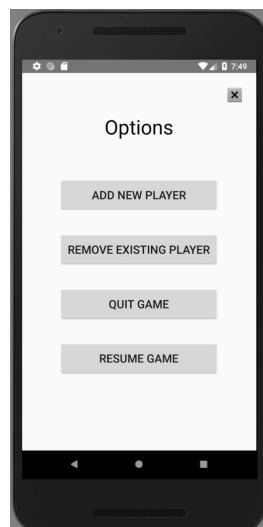 7:49
Options
ADD NEW PLAYER
REMOVE EXISTING PLAYER
QUIT GAME
RESUME GAME